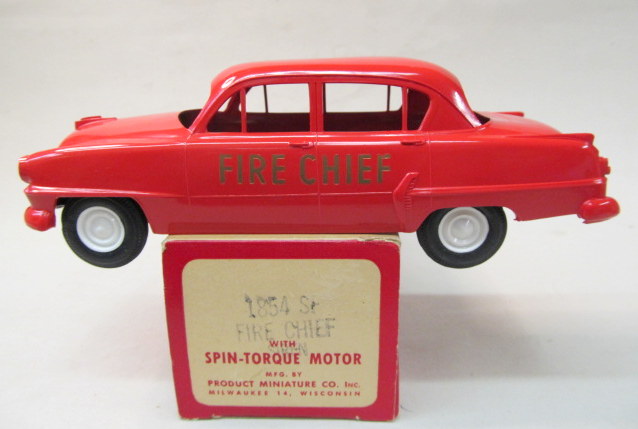 FIRE CHIEF
1854 S
FIRE CHIEF
WITH
SPIN-TORQUE MOTOR
MFG. BY
PRODUCT MINIATURE CO. INC.
MILWAUKEE 14, WISCONSIN